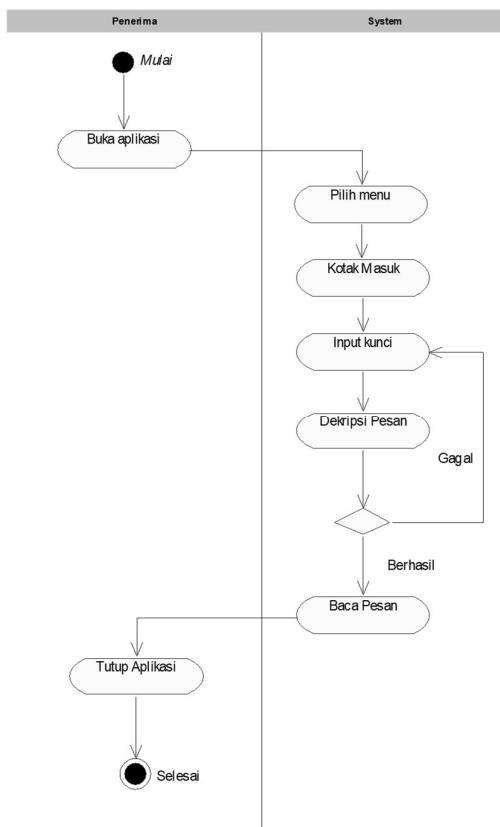 Penerima
System
Mulai
Buka aplikasi
Pilih menu
Kotak Masuk
Input kunci
Dekripsi Pesan
Gagal
Berhasil
Baca Pesan
Tutup Aplikasi
Selesai